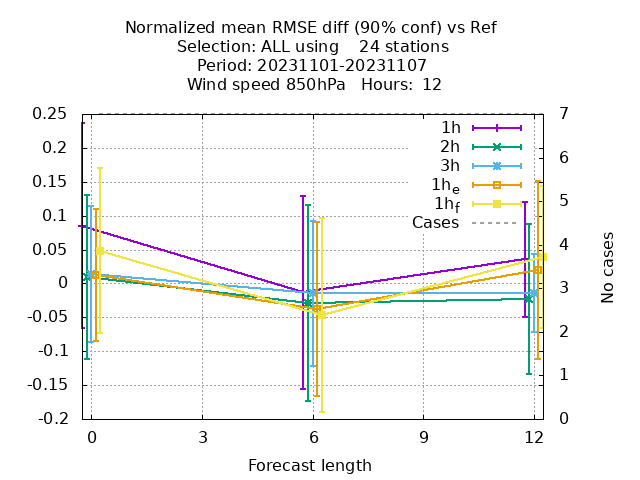 Normalized mean RMSE diff (90% conf) vs Ref
Selection: ALL using    24 stations
Period: 20231101-20231107
Wind speed 850hPa   Hours:  12
0.25
0.2
0.15
0.1
0.05
0
-0.05
-0.1
-0.15
-0.2
1h
2h
3h
1he
1hf
Cases
7
6
5
4
3
2
1
0
No cases
0 3 6 9 12
Forecast length